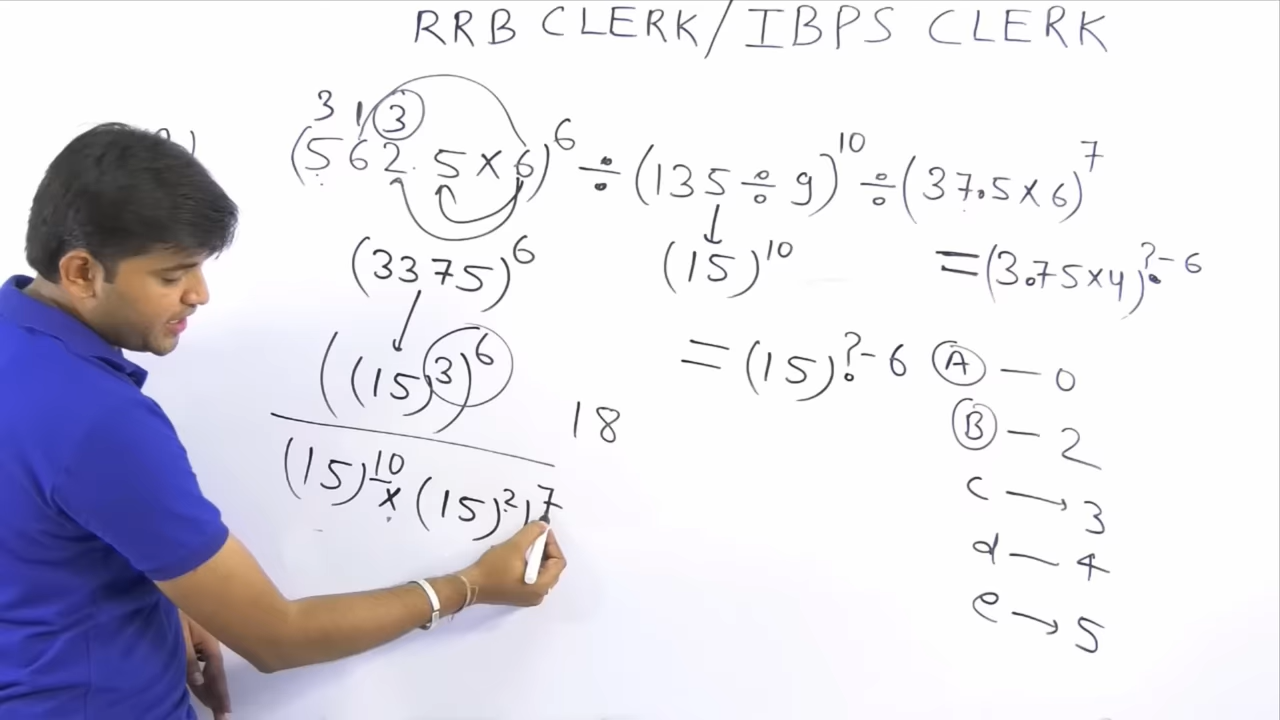 RRB CLERK/IBPS CLERK
3 1 3
(562.5×6)^6 ÷ (135÷9)^10 ÷ (37.5×6)^7
= (3.75×4)^?-6
(3375)^6
(15)^10
((15)^3)^6
= (15)^?-6
18
(15)^10 × (15)^2)^7
A — 0
B — 2
c → 3
d — 4
e → 5